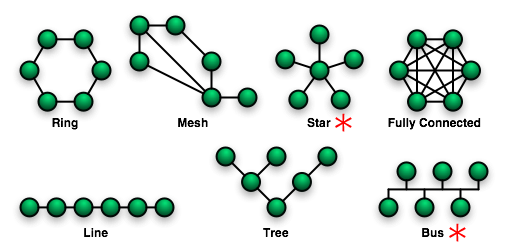 Ring
Mesh
Star
Fully Connected
Line
Tree
Bus